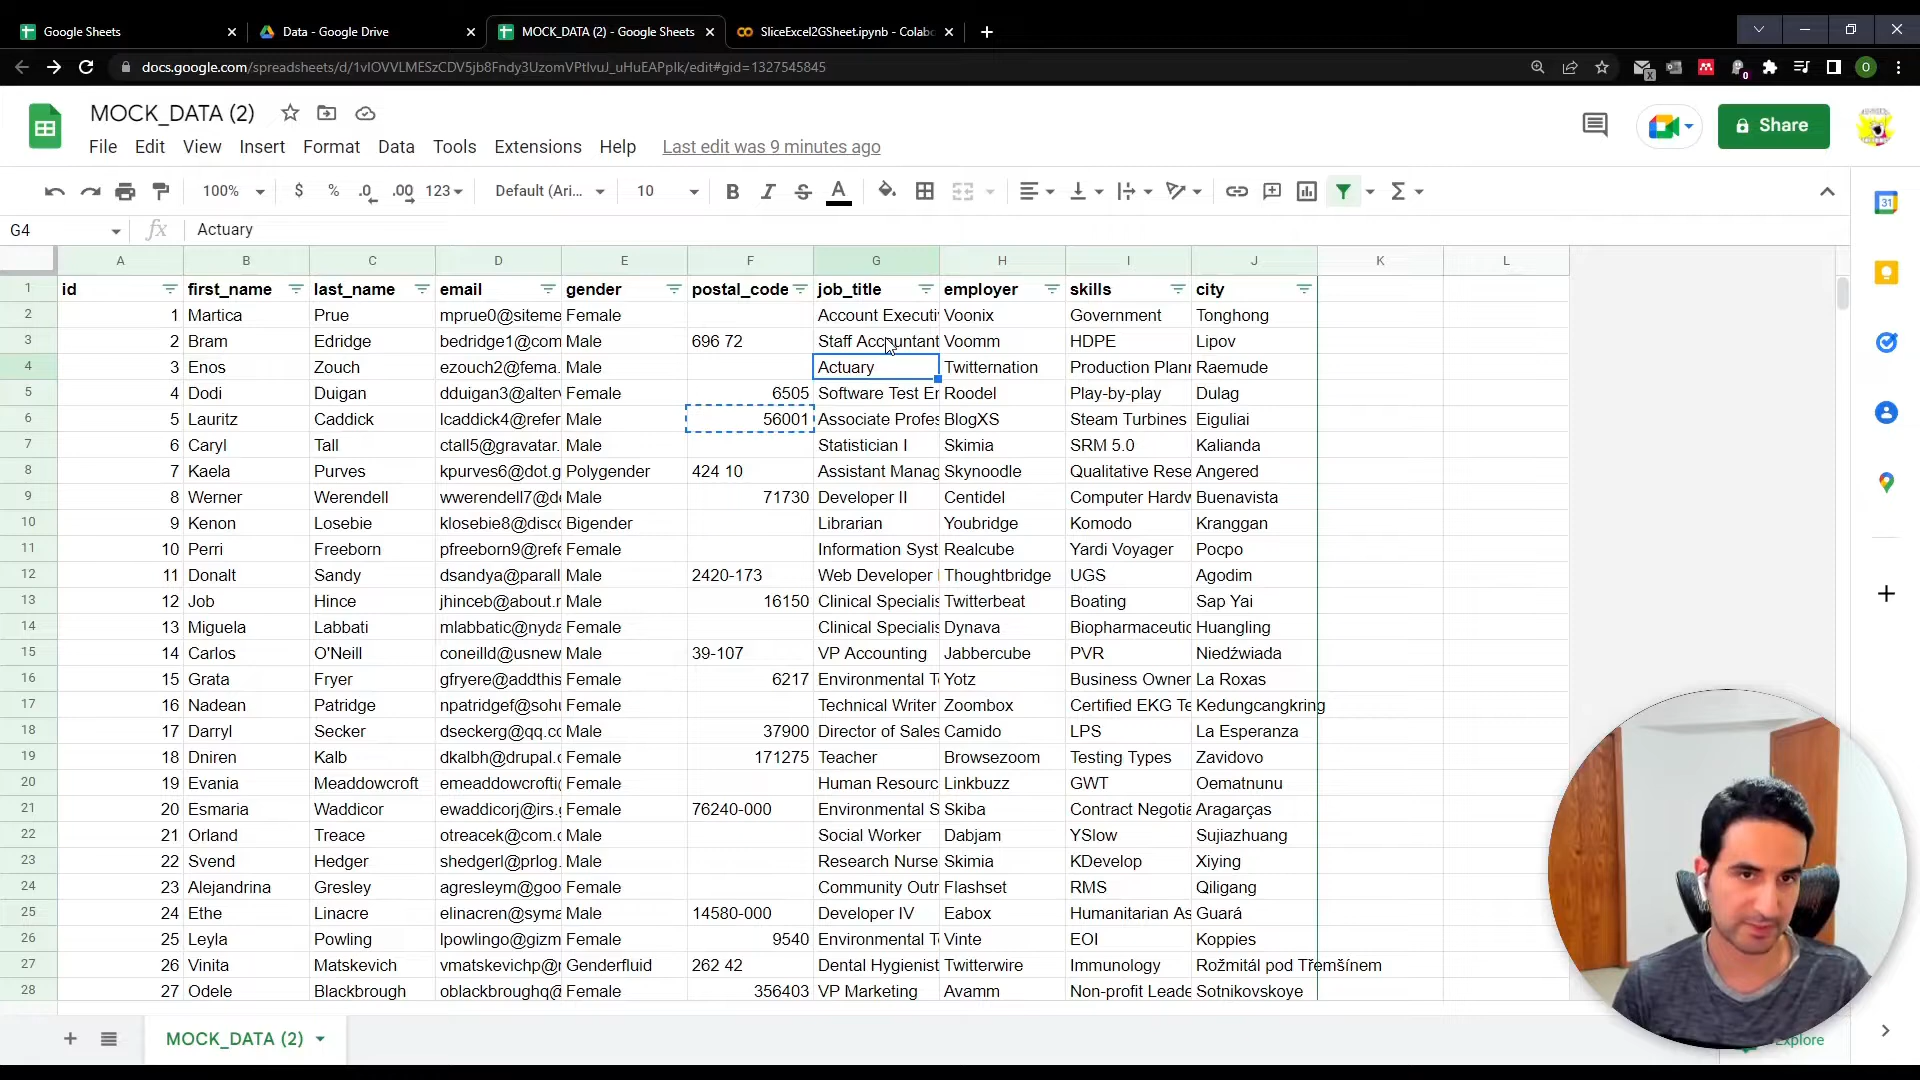 Google Sheets
Data - Google Drive
MOCK_DATA (2) - Google Sheets
SliceExcel2GSheet.ipynb - Colabo
MOCK_DATA (2)
Share
File Edit View Insert Format Data Tools Extensions Help Last edit was 9 minutes ago
100% $ % .0 .00 123 Default (Ari... 10 B I S A
G4 Actuary
A B C D E F G H I J K L
1 id first_name last_name email gender postal_code job_title employer skills city
2 1 Martica Prue mprue0@siteme Female Account Executi Voonix Government Tonghong
3 2 Bram Edridge bedridge1@com Male 696 72 Staff Accountant Voomm HDPE Lipov
4 3 Enos Zouch ezouch2@fema. Male Actuary Twitternation Production Plann Raemude
5 4 Dodi Duigan dduigan3@alterv Female 6505 Software Test En Roodel Play-by-play Dulag
6 5 Lauritz Caddick lcaddick4@refer Male 56001 Associate Profes BlogXS Steam Turbines Eiguliai
7 6 Caryl Tall ctall5@gravatar. Male Statistician I Skimia SRM 5.0 Kalianda
8 7 Kaela Purves kpurves6@dot.g Polygender 424 10 Assistant Manag Skynoodle Qualitative Rese Angered
9 8 Werner Werendell wwerendell7@de Male 71730 Developer II Centidel Computer Hardw Buenavista
10 9 Kenon Losebie klosebie8@disco Bigender Librarian Youbridge Komodo Kranggan
11 10 Perri Freeborn pfreeborn9@refe Female Information Syst Realcube Yardi Voyager Pocpo
12 11 Donalt Sandy dsandya@parall Male 2420-173 Web Developer Thoughtbridge UGS Agodim
13 12 Job Hince jhinceb@about.m Male 16150 Clinical Specialis Twitterbeat Boating Sap Yai
14 13 Miguela Labbati mlabbatic@nyda Female Clinical Specialis Dynava Biopharmaceutic Huangling
15 14 Carlos O'Neill coneilld@usnew Male 39-107 VP Accounting Jabbercube PVR Niedźwiada
16 15 Grata Fryer gfryere@addthis Female 6217 Environmental Te Yotz Business Owner La Roxas
17 16 Nadean Patridge npatridgef@sohu Female Technical Writer Zoombox Certified EKG Te Kedungcangkring
18 17 Darryl Secker dseckerg@qq.co Male 37900 Director of Sales Camido LPS La Esperanza
19 18 Dniren Kalb dkalbh@drupal.o Female 171275 Teacher Browsezoom Testing Types Zavidovo
20 19 Evania Meaddowcroft emeaddowcrofti@ Female Human Resourc Linkbuzz GWT Oematnunu
21 20 Esmaria Waddicor ewaddicorj@irs.g Female 76240-000 Environmental S Skiba Contract Negotia Aragarças
22 21 Orland Treace otreacek@com.c Male Social Worker Dabjam YSlow Sujiazhuang
23 22 Svend Hedger shedgerl@prlog. Male Research Nurse Skimia KDevelop Xiying
24 23 Alejandrina Gresley agresleym@goo Female Community Outr Flashset RMS Qiligang
25 24 Ethe Linacre elinacren@syma Male 14580-000 Developer IV Eabox Humanitarian As Guará
26 25 Leyla Powling lpowlingo@gizm Female 9540 Environmental Te Vinte EOI Koppies
27 26 Vinita Matskevich vmatskevichp@n Genderfluid 262 42 Dental Hygienist Twitterwire Immunology Rožmitál pod Třemšínem
28 27 Odele Blackbrough oblackbroughq@ Female 356403 VP Marketing Avamm Non-profit Leade Sotnikovskoye
MOCK_DATA (2)
Explore